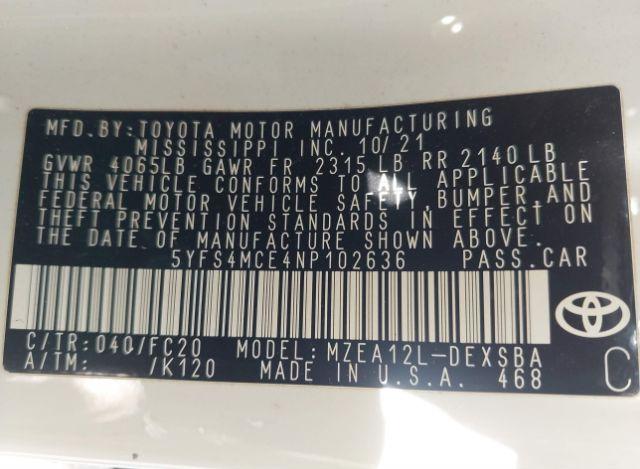 MFD. BY: TOYOTA MOTOR MANUFACTURING
MISSISSIPPI INC. 10/21
GVWR 4065LB GAWR FR 2315 LB RR 2140 LB
THIS VEHICLE CONFORMS TO ALL APPLICABLE
FEDERAL MOTOR VEHICLE SAFETY, BUMPER, AND
THEFT PREVENTION STANDARDS IN EFFECT ON
THE DATE OF MANUFACTURE SHOWN ABOVE.
5YFS4MCE4NP102636 PASS.CAR
C/TR: 040/FC20 MODEL: MZEA12L-DEXSBA
A/TM: /K120 MADE IN U.S.A. 468 C